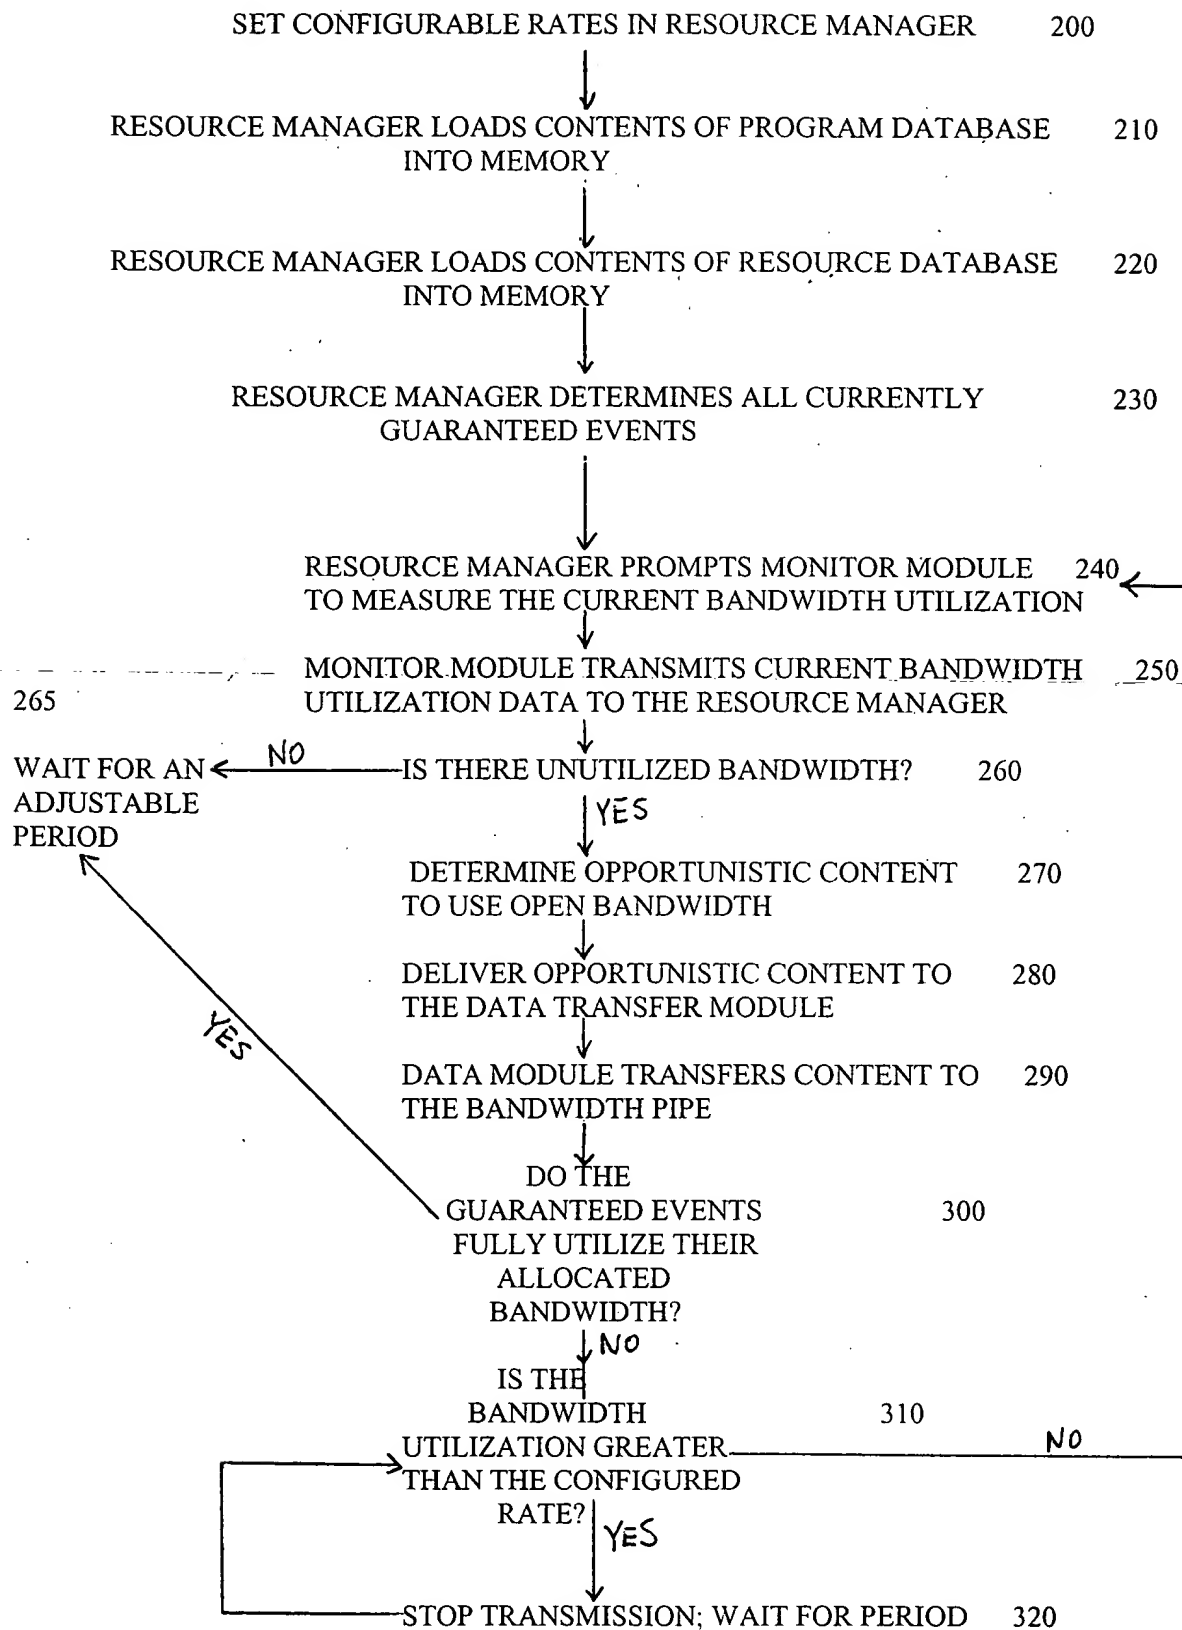 SET CONFIGURABLE RATES IN RESOURCE MANAGER 200
RESOURCE MANAGER LOADS CONTENTS OF PROGRAM DATABASE 210
INTO MEMORY
RESOURCE MANAGER LOADS CONTENTS OF RESOURCE DATABASE 220
INTO MEMORY
RESOURCE MANAGER DETERMINES ALL CURRENTLY 230
GUARANTEED EVENTS
RESOURCE MANAGER PROMPTS MONITOR MODULE 240
TO MEASURE THE CURRENT BANDWIDTH UTILIZATION
MONITOR MODULE TRANSMITS CURRENT BANDWIDTH 250
UTILIZATION DATA TO THE RESOURCE MANAGER
265
NO
WAIT FOR AN
ADJUSTABLE
PERIOD
IS THERE UNUTILIZED BANDWIDTH? 260
YES
DETERMINE OPPORTUNISTIC CONTENT 270
TO USE OPEN BANDWIDTH
DELIVER OPPORTUNISTIC CONTENT TO 280
THE DATA TRANSFER MODULE
YES
DATA MODULE TRANSFERS CONTENT TO 290
THE BANDWIDTH PIPE
DO THE
GUARANTEED EVENTS 300
FULLY UTILIZE THEIR
ALLOCATED
BANDWIDTH?
NO
IS THE
BANDWIDTH 310
UTILIZATION GREATER NO
THAN THE CONFIGURED
RATE?
YES
STOP TRANSMISSION; WAIT FOR PERIOD 320